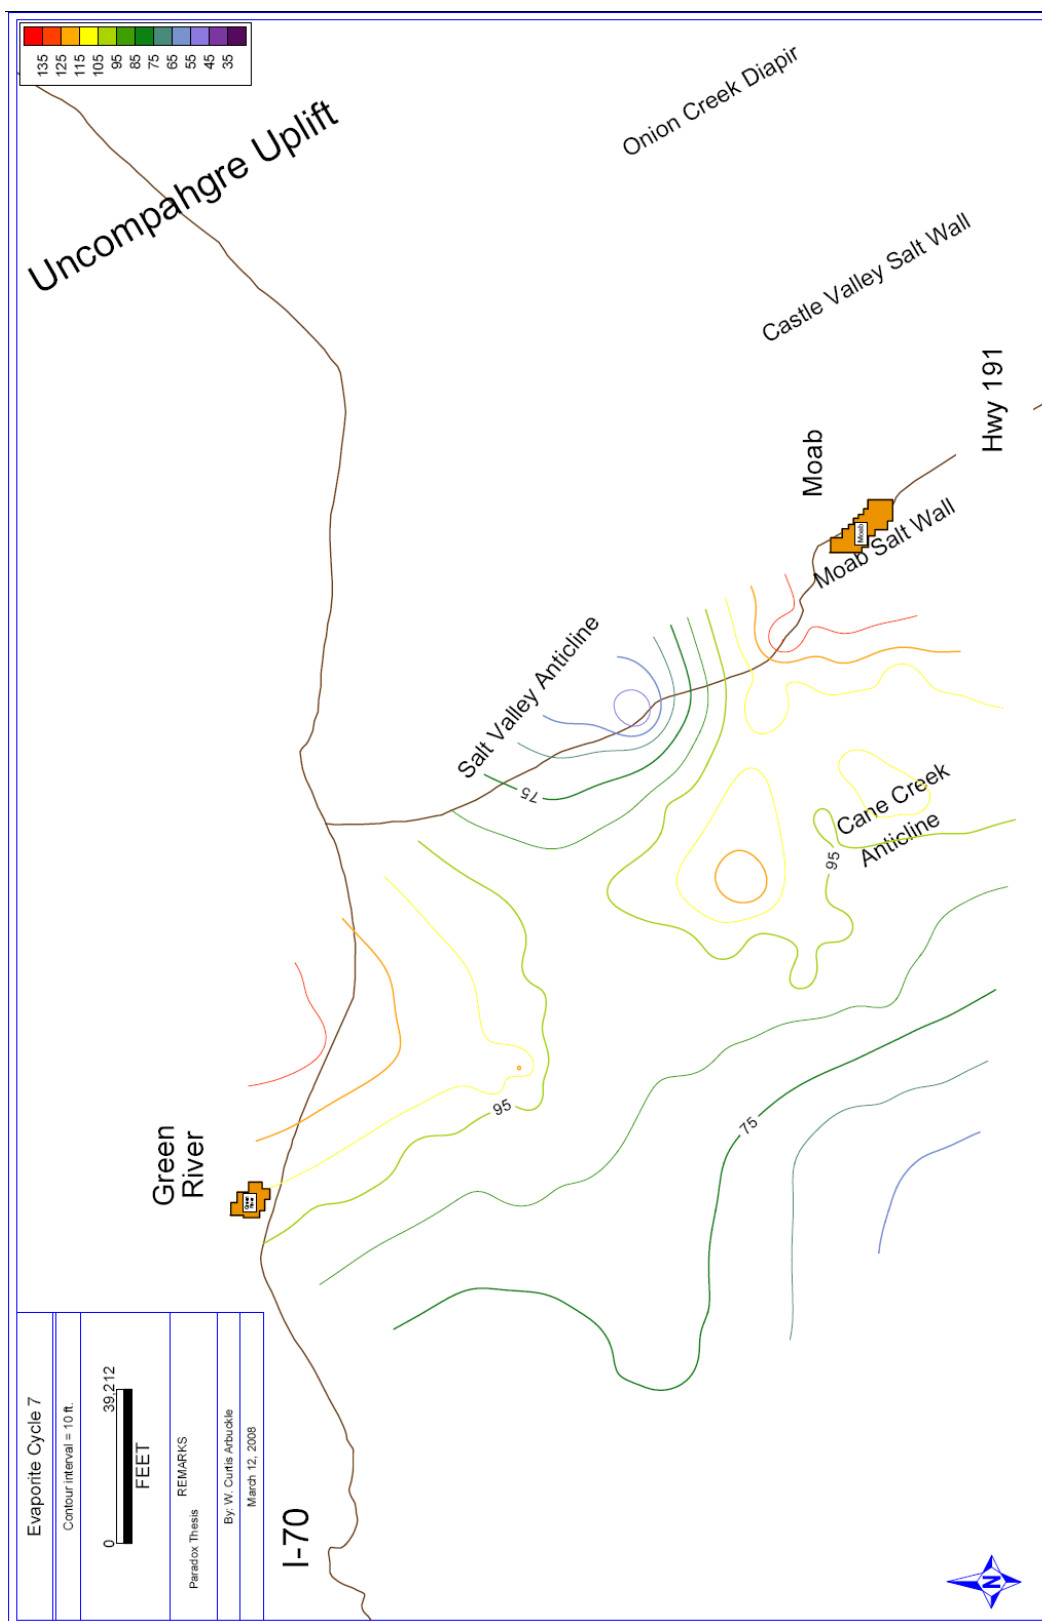 135
125
115
105
95
85
75
65
55
45
35
Uncompahgre Uplift
Onion Creek Diapir
Castle Valley Salt Wall
Hwy 191
Moab
Moab
Moab Salt Wall
Salt Valley Anticline
75
Cane Creek
Anticline
95
95
75
Green
River
Green
River
I-70
Evaporite Cycle 7
Contour interval = 10 ft.
0
39,212
FEET
REMARKS
Paradox Thesis
By: W. Curtis Arbuckle
March 12, 2008
N